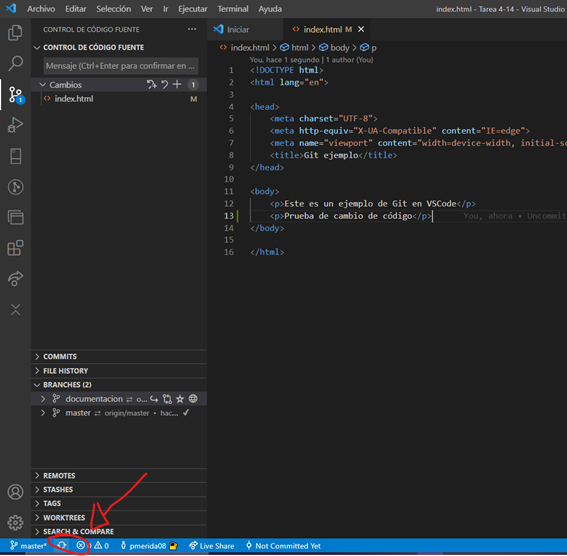 Archivo Editar Selección Ver Ir Ejecutar Terminal Ayuda index.html - Tarea 4-14 - Visual Studio
CONTROL DE CÓDIGO FUENTE ...
CONTROL DE CÓDIGO FUENTE
Mensaje (Ctrl+Enter para confirmar en ...
Cambios 1
index.html M
COMMITS
FILE HISTORY
BRANCHES (2)
documentacion ⇄ o...
master ⇄ origin/master • hac... ✓
REMOTES
STASHES
TAGS
WORKTREES
SEARCH & COMPARE
Iniciar index.html M ×
index.html > html > body > p
You, hace 1 segundo | 1 author (You)
1 <!DOCTYPE html>
2 <html lang="en">
3
4 <head>
5 <meta charset="UTF-8">
6 <meta http-equiv="X-UA-Compatible" content="IE=edge">
7 <meta name="viewport" content="width=device-width, initial-sc
8 <title>Git ejemplo</title>
9 </head>
10
11 <body>
12 <p>Este es un ejemplo de Git en VSCode</p>
13 <p>Prueba de cambio de código</p> You, ahora • Uncommit
14 </body>
15
16 </html>
1
master* 0 pmerida08 Live Share Not Committed Yet